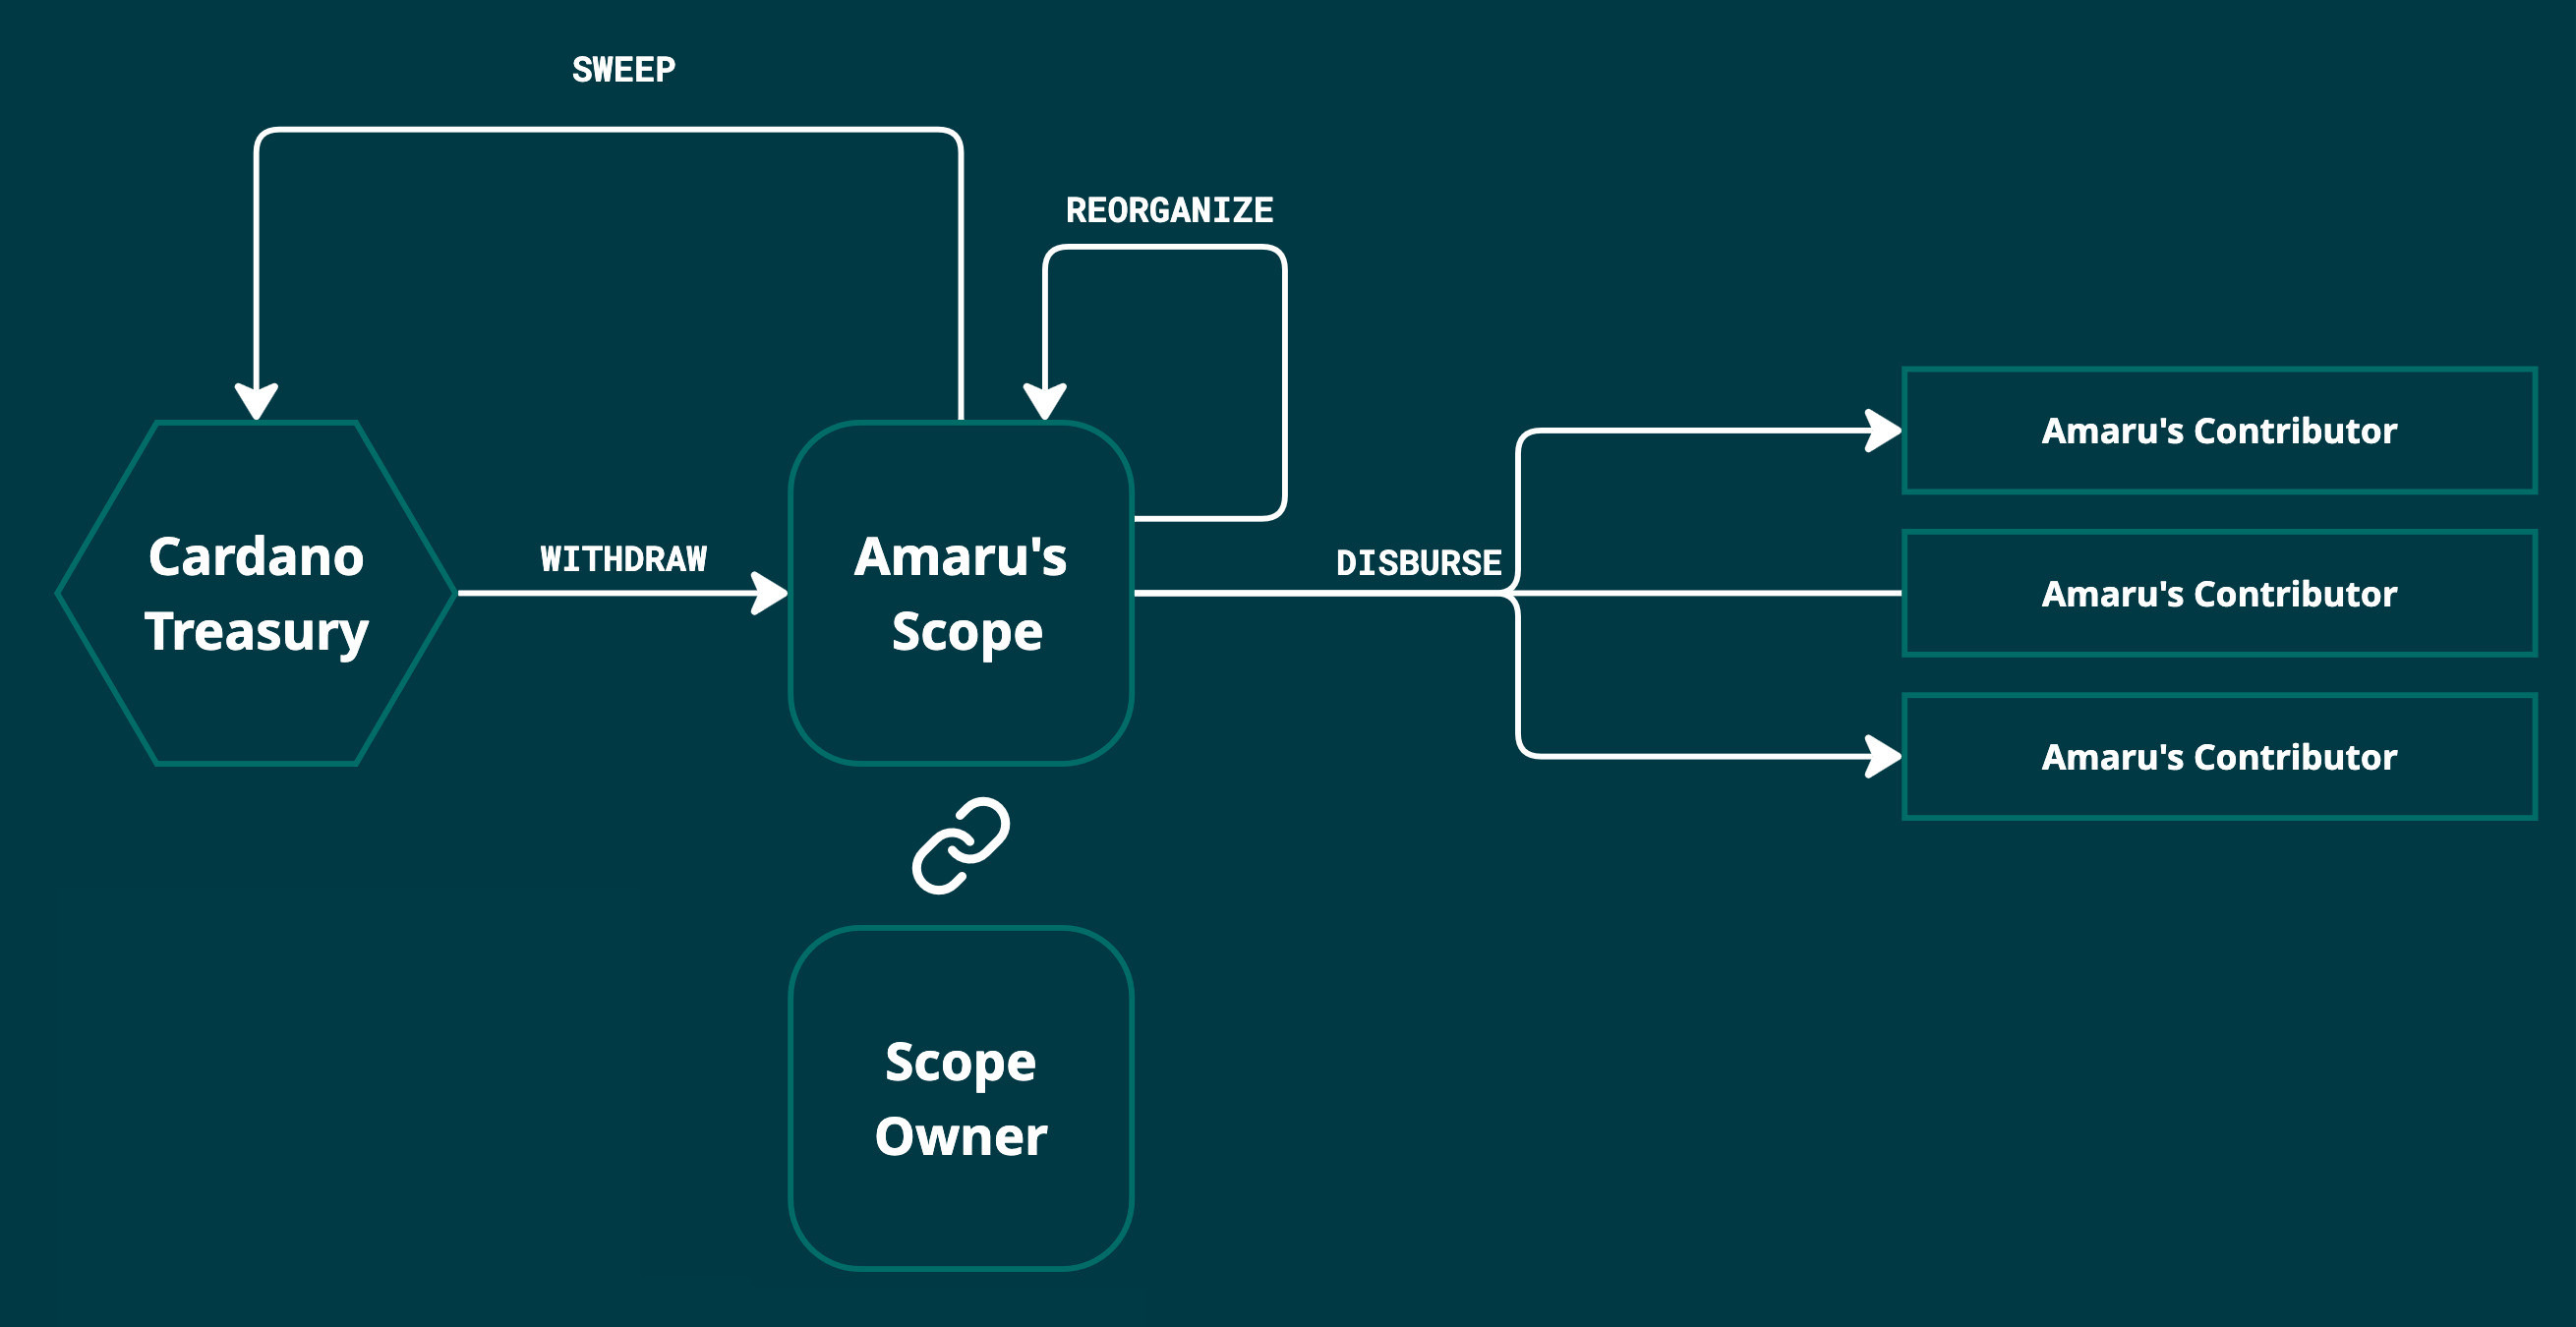 SWEEP
REORGANIZE
Cardano
Treasury
WITHDRAW
Amaru's
Scope
DISBURSE
Amaru's Contributor
Amaru's Contributor
Amaru's Contributor
Scope
Owner